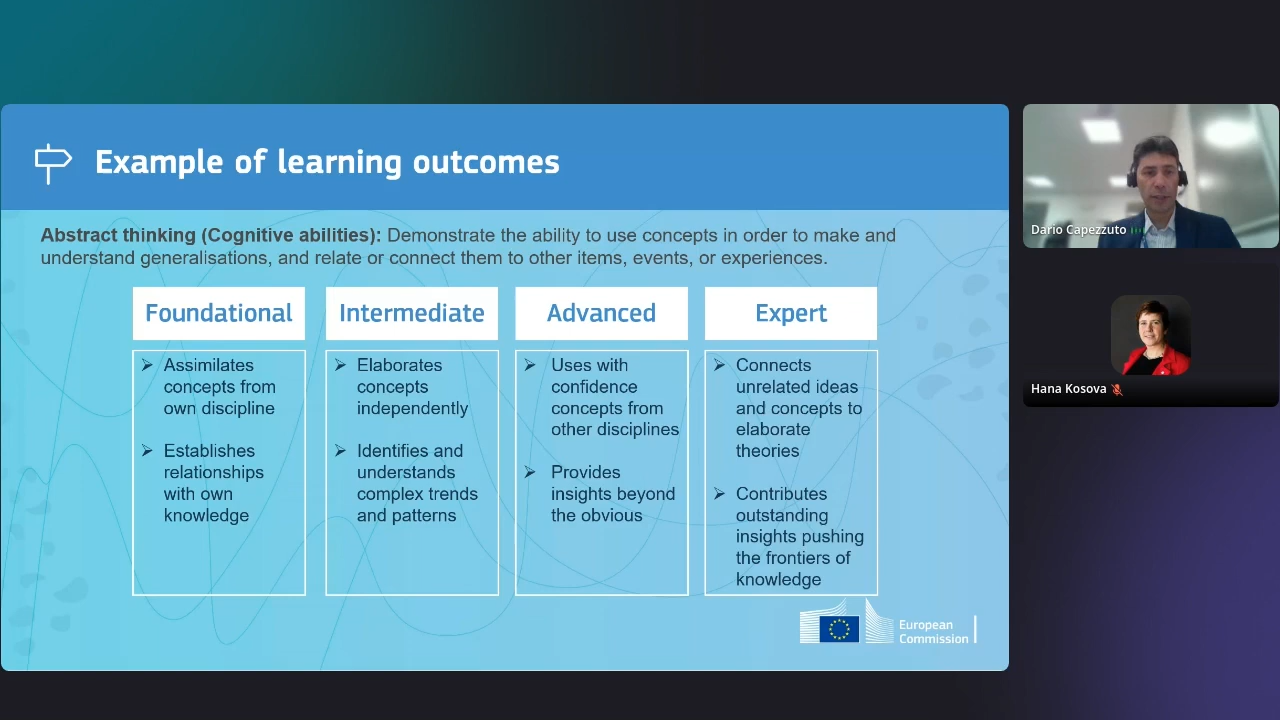 Example of learning outcomes
Abstract thinking (Cognitive abilities): Demonstrate the ability to use concepts in order to make and
understand generalisations, and relate or connect them to other items, events, or experiences.
Foundational
Assimilates
concepts from
own discipline
Establishes
relationships
with own
knowledge
Intermediate
Elaborates
concepts
independently
Identifies and
understands
complex trends
and patterns
Advanced
Uses with
confidence
concepts from
other disciplines
Provides
insights beyond
the obvious
Expert
Connects
unrelated ideas
and concepts to
elaborate
theories
Contributes
outstanding
insights pushing
the frontiers of
knowledge
European
Commission
Dario Capezzuto
Hana Kosova